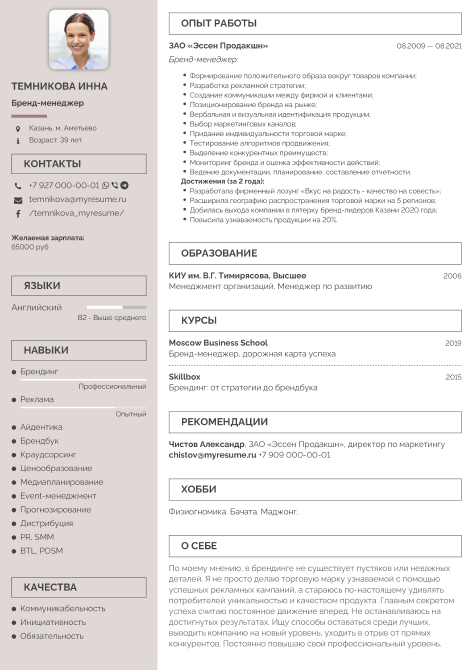 ТЕМНИКОВА ИННА
Бренд-менеджер
Казань, м. Аметьево
Возраст: 39 лет
КОНТАКТЫ
+7 927 000-00-01
temnikova@myresume.ru
/temnikova_myresume/
Желаемая зарплата:
65000 руб
ЯЗЫКИ
Английский
B2 - Выше среднего
НАВЫКИ
Брендинг
Профессиональный
Реклама
Опытный
Айдентика
Брендбук
Краудсорсинг
Ценообразование
Медиапланирование
Event-менеджмент
Прогнозирование
Дистрибуция
PR, SMM
BTL, POSM
КАЧЕСТВА
Коммуникабельность
Инициативность
Обязательность
ОПЫТ РАБОТЫ
ЗАО «Эссен Продакшн» 06.2009 — 08.2021
Бренд-менеджер:
Формирование положительного образа вокруг товаров компании;
Разработка рекламной стратегии;
Создание коммуникации между фирмой и клиентами;
Позиционирование бренда на рынке;
Вербальная и визуальная идентификация продукции;
Выбор маркетинговых каналов;
Придание индивидуальности торговой марке;
Тестирование алгоритмов продвижения;
Выделение конкурентных преимуществ;
Мониторинг бренда и оценка эффективности действий;
Ведение документации, планирование, составление отчетности.
Достижения (за 2 года):
Разработала фирменный лозунг «Вкус на радость - качество на совесть»;
Расширила географию распространения торговой марки на 5 регионов;
Добилась выхода компании в пятерку бренд-лидеров Казани 2020 года;
Повысила узнаваемость продукции на 20%.
ОБРАЗОВАНИЕ
КИУ им. В.Г. Тимирясова, Высшее 2006
Менеджмент организаций, Менеджер по развитию
КУРСЫ
Moscow Business School 2019
Бренд-менеджер, дорожная карта успеха
Skillbox 2015
Брендинг: от стратегии до брендбука
РЕКОМЕНДАЦИИ
Чистов Александр, ЗАО «Эссен Продакшн», директор по маркетингу
chistov@myresume.ru +7 909 000-00-01
ХОББИ
Физиогномика. Бачата. Маджонг.
О СЕБЕ
По моему мнению, в брендинге не существует пустяков или неважных
деталей. Я не просто делаю торговую марку узнаваемой с помощью
успешных рекламных кампаний, а стараюсь по-настоящему удивлять
потребителей уникальностью и качеством продукта. Главным секретом
успеха считаю постоянное движение вперед. Не останавливаюсь на
достигнутых результатах. Ищу способы оставаться среди лучших,
выводить компанию на новый уровень, уходить в отрыв от прямых
конкурентов. Постоянно повышаю свой профессиональный уровень.